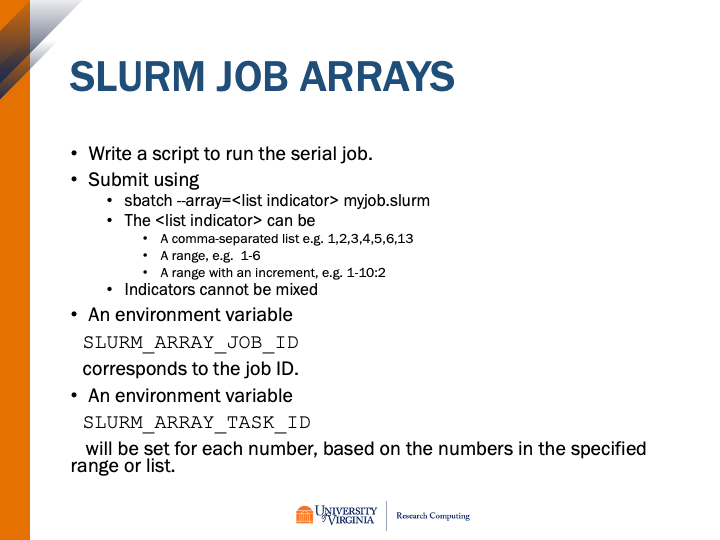 SLURM JOB ARRAYS
• Write a script to run the serial job.
• Submit using
• sbatch --array=<list indicator> myjob.slurm
• The <list indicator> can be
• A comma-separated list e.g. 1,2,3,4,5,6,13
• A range, e.g.  1-6
• A range with an increment, e.g. 1-10:2
• Indicators cannot be mixed
• An environment variable
SLURM_ARRAY_JOB_ID
corresponds to the job ID.
• An environment variable
SLURM_ARRAY_TASK_ID
will be set for each number, based on the numbers in the specified
range or list.
UNIVERSITY
of VIRGINIA
Research Computing